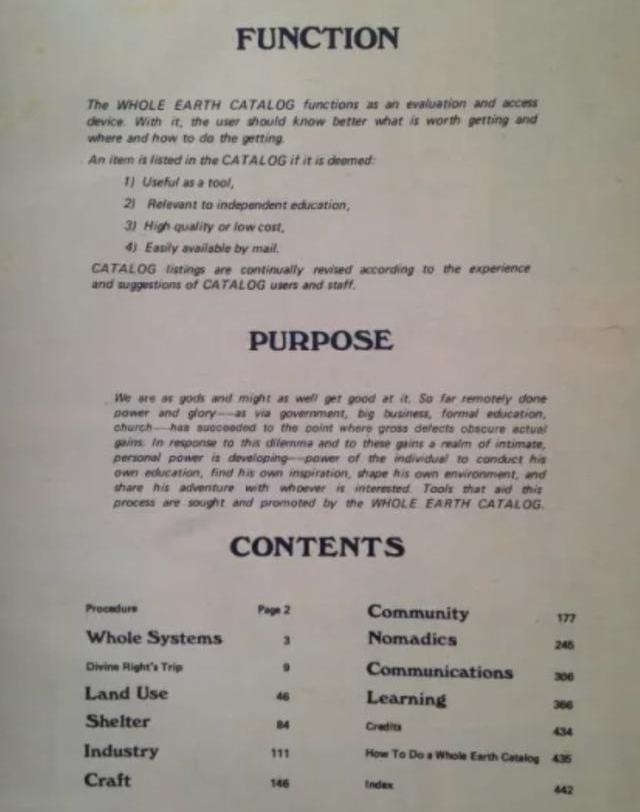 FUNCTION
The WHOLE EARTH CATALOG functions as an evaluation and access
device. With it, the user should know better what is worth getting and
where and how to do the getting.
An item is listed in the CATALOG if it is deemed:
1) Useful as a tool,
2) Relevant to independent education,
3) High quality or low cost,
4) Easily available by mail.
CATALOG listings are continually revised according to the experience
and suggestions of CATALOG users and staff.
PURPOSE
We are as gods and might as well get good at it. So far remotely done
power and glory—as via government, big business, formal education,
church—has succeeded to the point where gross defects obscure actual
gains. In response to this dilemma and to these gains a realm of intimate,
personal power is developing—power of the individual to conduct his
own education, find his own inspiration, shape his own environment, and
share his adventure with whoever is interested. Tools that aid this
process are sought and promoted by the WHOLE EARTH CATALOG.
CONTENTS
Procedure Page 2
Whole Systems 3
Divine Right's Trip 9
Land Use 46
Shelter 84
Industry 111
Craft 146
Community 177
Nomadics 245
Communications 306
Learning 366
Credits 434
How To Do a Whole Earth Catalog 435
Index 442